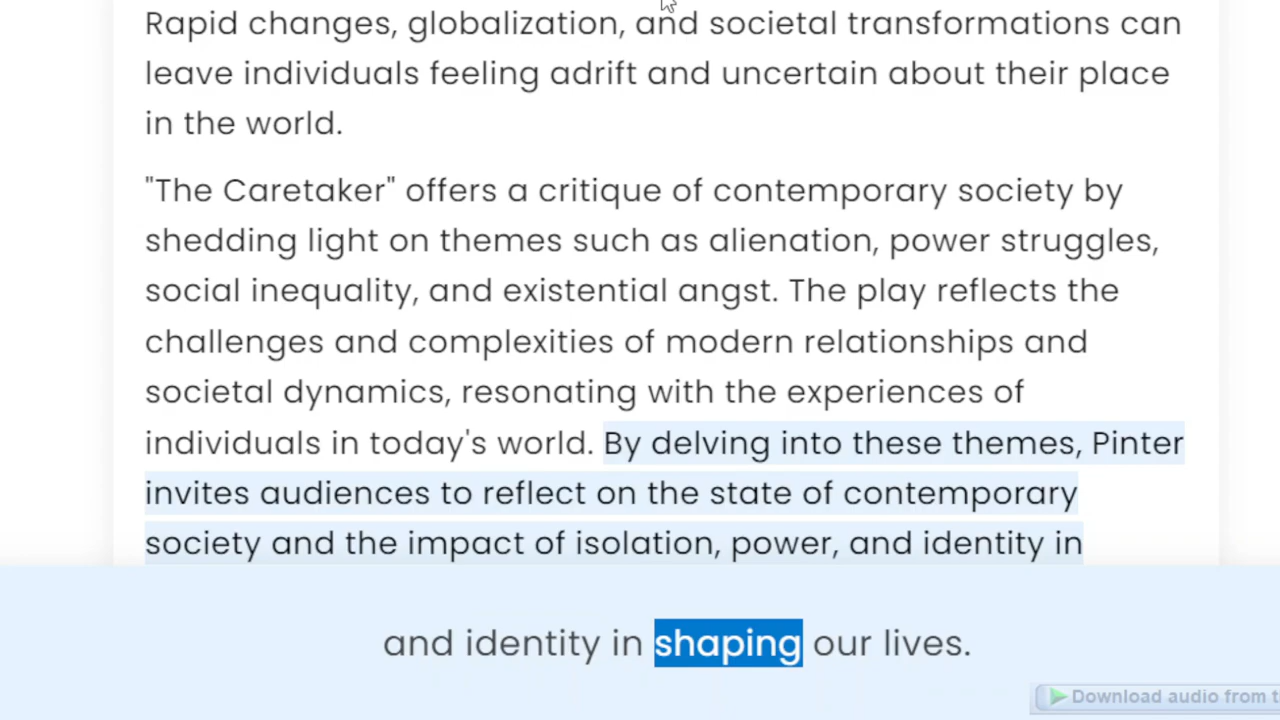 Rapid changes, globalization, and societal transformations can
leave individuals feeling adrift and uncertain about their place
in the world.
"The Caretaker" offers a critique of contemporary society by
shedding light on themes such as alienation, power struggles,
social inequality, and existential angst. The play reflects the
challenges and complexities of modern relationships and
societal dynamics, resonating with the experiences of
individuals in today's world. By delving into these themes, Pinter
invites audiences to reflect on the state of contemporary
society and the impact of isolation, power, and identity in
and identity in shaping our lives.
Download audio from